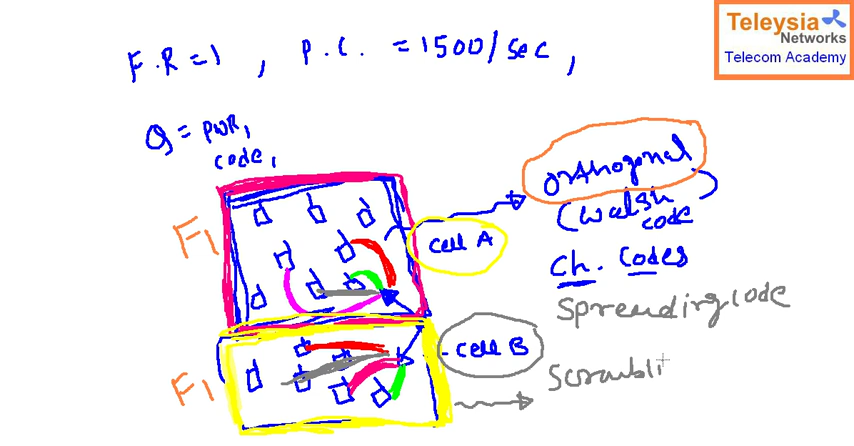 Teleysia
Networks
Telecom Academy
F.R=1 , P.C. =1500/sec,
Q= PWR,
code,
orthogonal
(Walsh
code)
Ch. Codes
Spreading code
F1
Cell A
F1
Cell B
Scrambli